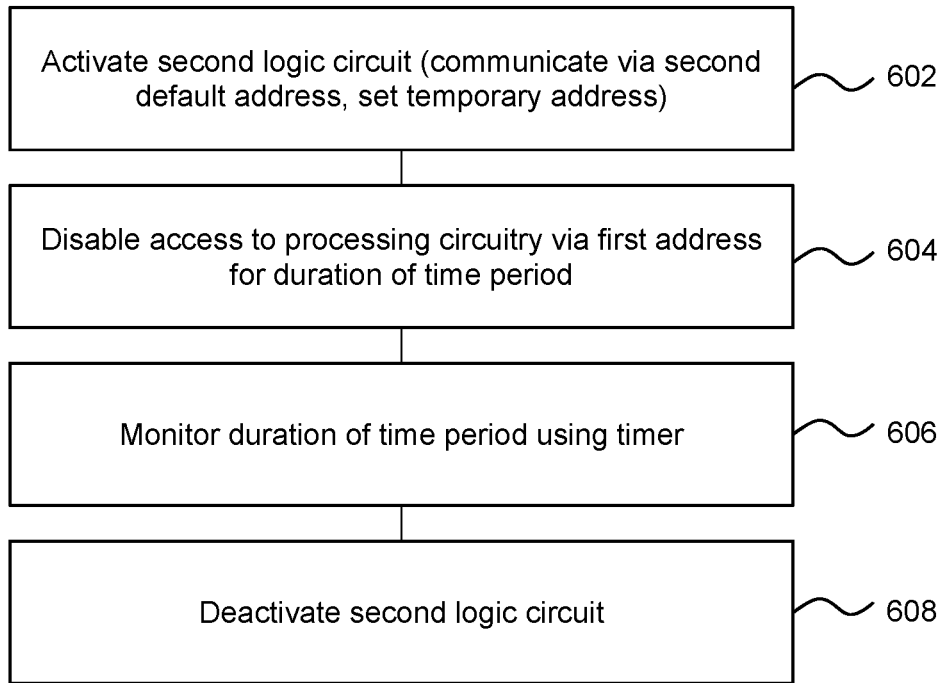 Activate second logic circuit (communicate via second
default address, set temporary address)
602
Disable access to processing circuitry via first address
for duration of time period
604
Monitor duration of time period using timer
606
Deactivate second logic circuit
608